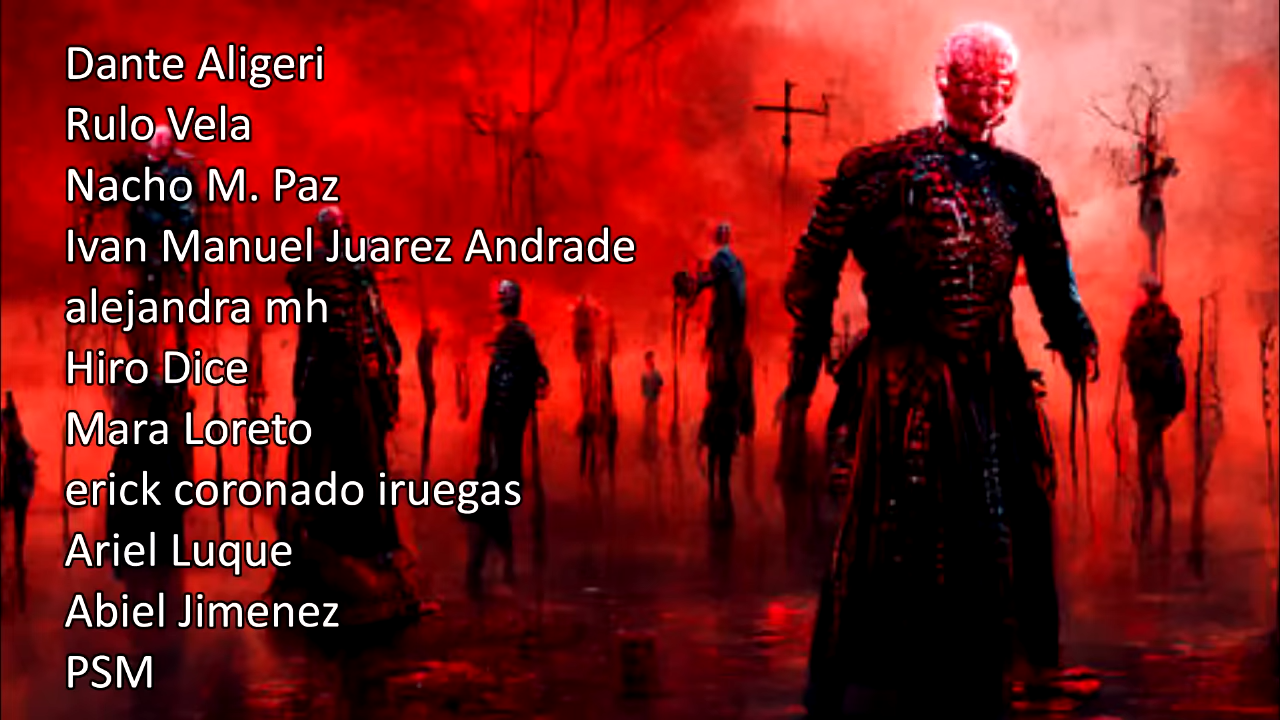 Dante Aligeri
Rulo Vela
Nacho M. Paz
Ivan Manuel Juarez Andrade
alejandra mh
Hiro Dice
Mara Loreto
erick coronado iruegas
Ariel Luque
Abiel Jimenez
PSM